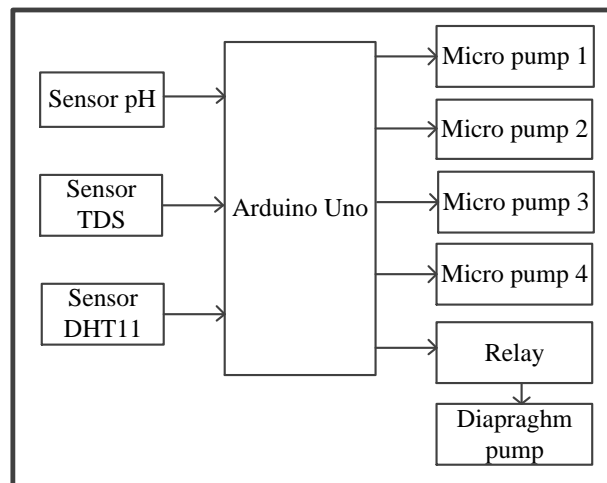 Sensor pH
Sensor
TDS
Sensor
DHT11
Arduino Uno
Micro pump 1
Micro pump 2
Micro pump 3
Micro pump 4
Relay
Diapraghm
pump